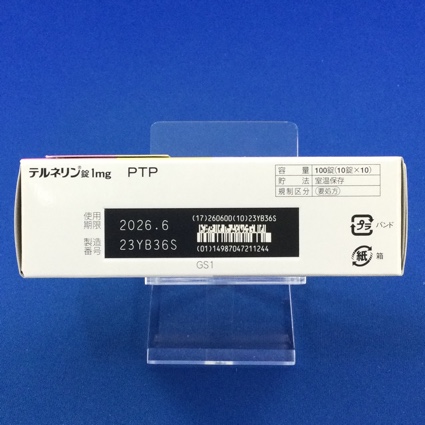 テルネリン®錠1mg PTP
容量 100錠(10錠×10)
貯法 室温保存
規制区分 (要処方)
使用期限 2026.6
製造番号 23YB36S
(17)260600(10)23YB36S
(01)14987047211244
GS1
プラ バンド
紙 箱